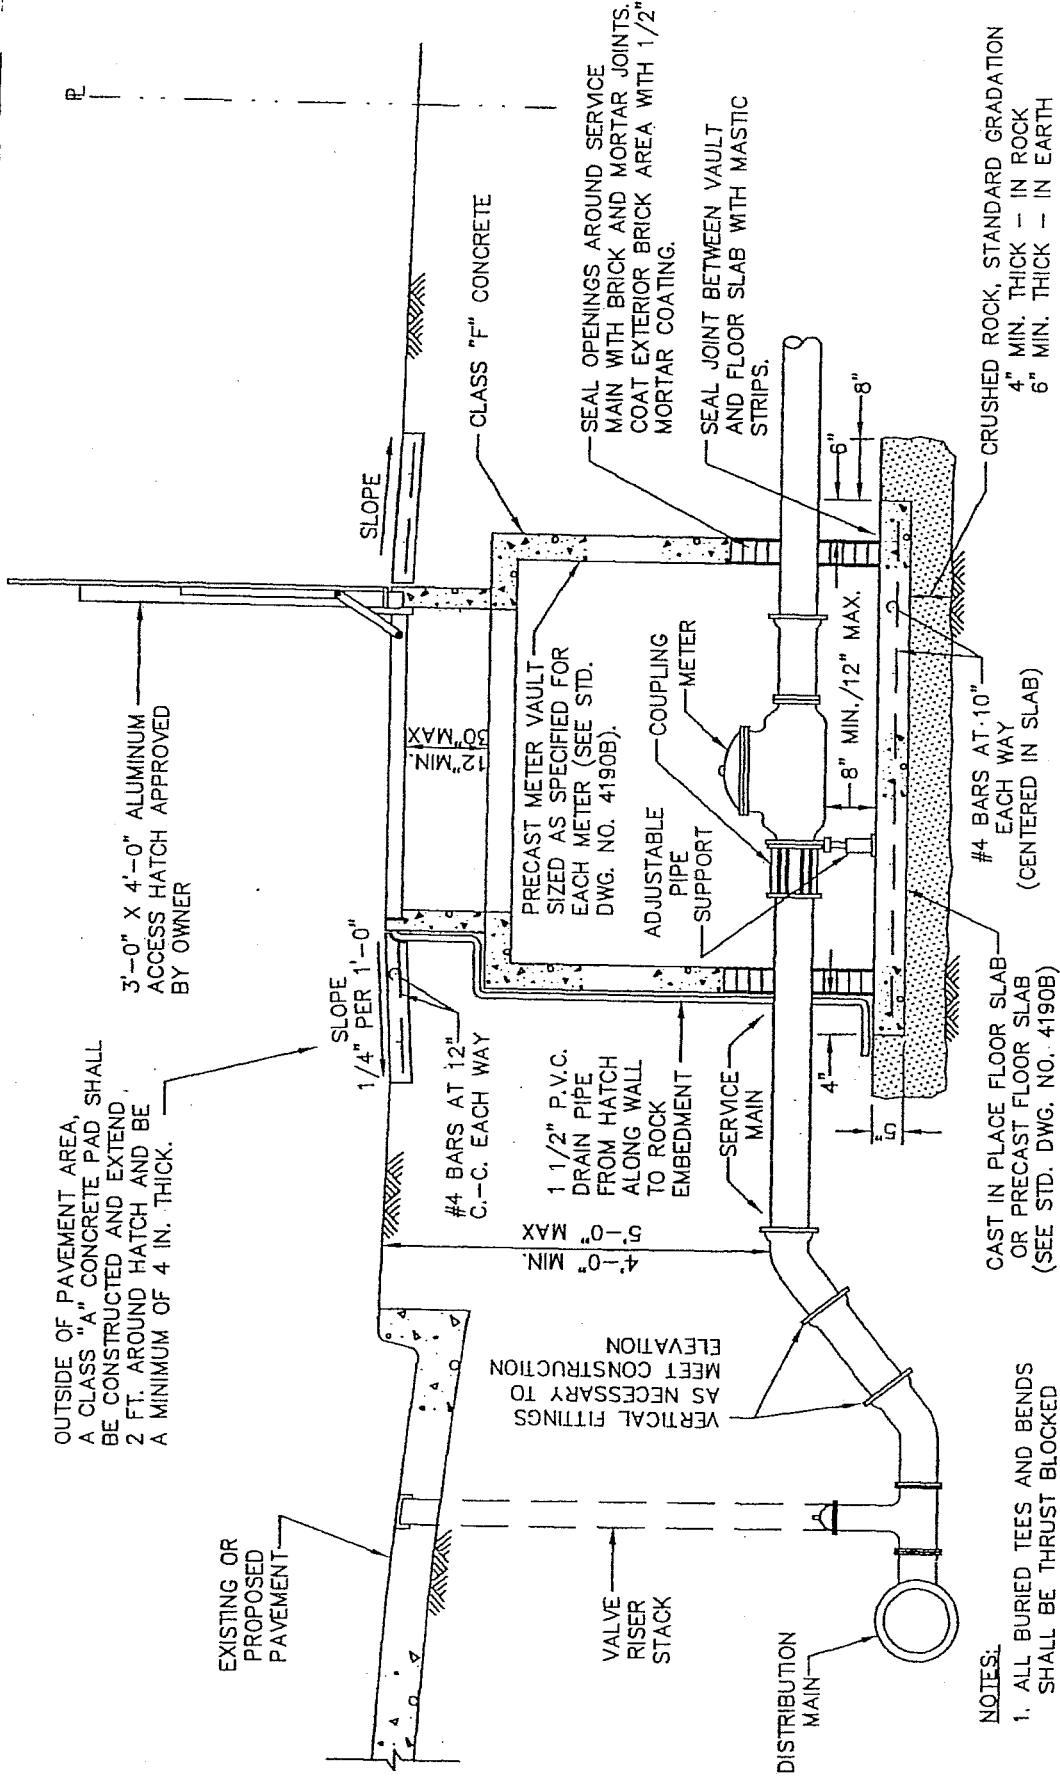 OUTSIDE OF PAVEMENT AREA,
A CLASS "A" CONCRETE PAD SHALL
BE CONSTRUCTED AND EXTEND
2 FT. AROUND HATCH AND BE
A MINIMUM OF 4 IN. THICK.
3'-0" X 4'-0" ALUMINUM
ACCESS HATCH APPROVED
BY OWNER
PL
EXISTING OR
PROPOSED
PAVEMENT
SLOPE
1/4" PER 1'-0"
SLOPE
#4 BARS AT 12"
C.-C. EACH WAY
12"MIN.
30"MAX
CLASS "F" CONCRETE
4'-0" MIN.
5'-0" MAX
1 1/2" P.V.C.
DRAIN PIPE
FROM HATCH
ALONG WALL
TO ROCK
EMBEDMENT
PRECAST METER VAULT
SIZED AS SPECIFIED FOR
EACH METER (SEE STD.
DWG. NO. 4190B).
SEAL OPENINGS AROUND SERVICE
MAIN WITH BRICK AND MORTAR JOINTS.
COAT EXTERIOR BRICK AREA WITH 1/2"
MORTAR COATING.
VERTICAL FITTINGS
AS NECESSARY TO
MEET CONSTRUCTION
ELEVATION
VALVE
RISER
STACK
SERVICE
MAIN
ADJUSTABLE
PIPE
SUPPORT
COUPLING
METER
SEAL JOINT BETWEEN VAULT
AND FLOOR SLAB WITH MASTIC
STRIPS.
DISTRIBUTION
MAIN
4"
8" MIN./12" MAX.
6"
8"
5"
CAST IN PLACE FLOOR SLAB
OR PRECAST FLOOR SLAB
(SEE STD. DWG. NO. 4190B)
#4 BARS AT 10"
EACH WAY
(CENTERED IN SLAB)
CRUSHED ROCK, STANDARD GRADATION
4" MIN. THICK - IN ROCK
6" MIN. THICK - IN EARTH
NOTES:
1. ALL BURIED TEES AND BENDS
SHALL BE THRUST BLOCKED